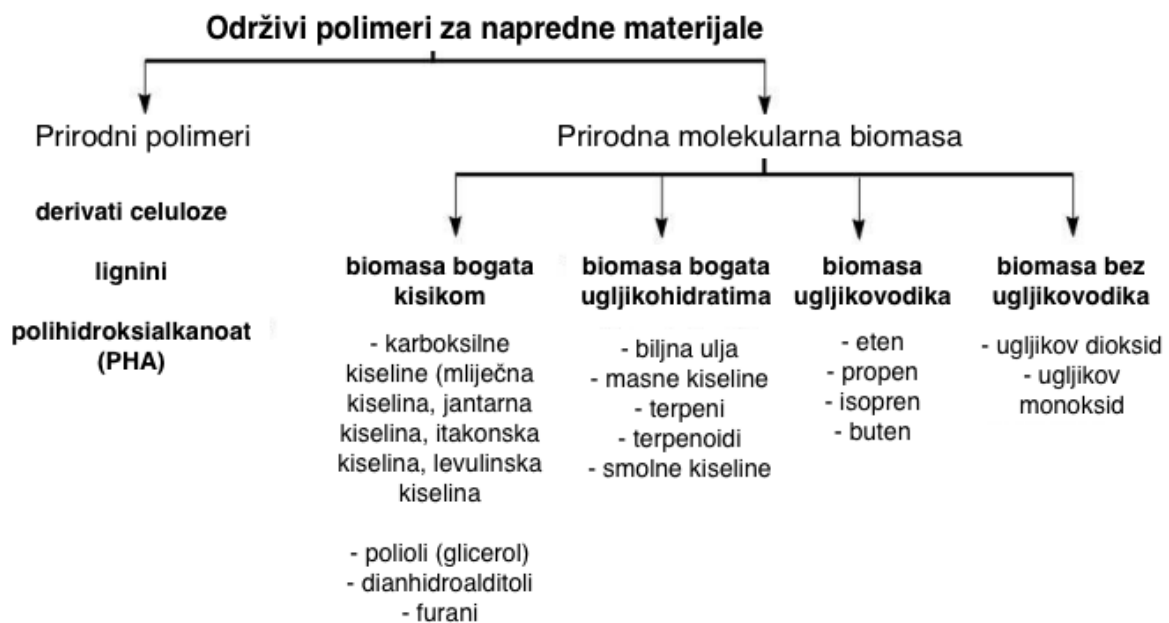 Održivi polimeri za napredne materijale
Prirodni polimeri
derivati celuloze
lignini
polihidroksialkanoat
(PHA)
Prirodna molekularna biomasa
biomasa bogata
kisikom
- karboksilne
kiseline (mliječna
kiselina, jantarna
kiselina, itakonska
kiselina, levulinska
kiselina
- polioli (glicerol)
- dianhidroalditoli
- furani
biomasa bogata
ugljikohidratima
- biljna ulja
- masne kiseline
- terpeni
- terpenoidi
- smolne kiseline
biomasa
ugljikovodika
- eten
- propen
- isopren
- buten
biomasa bez
ugljikovodika
- ugljikov dioksid
- ugljikov
monoksid